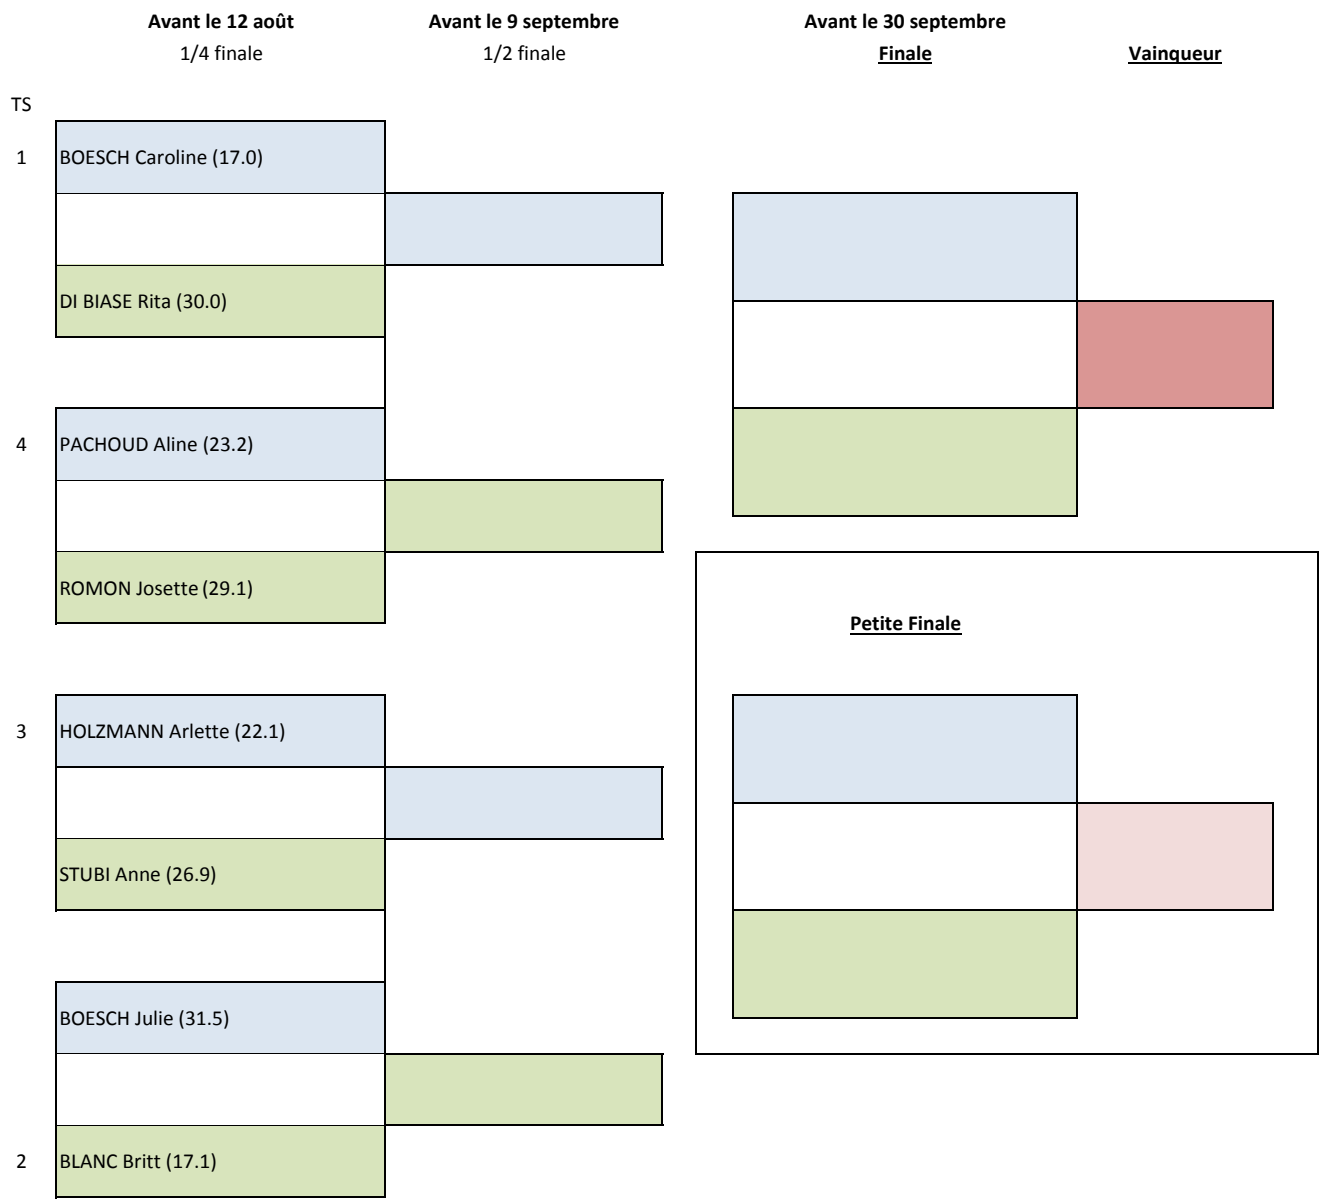 Avant le 12 août Avant le 9 septembre Avant le 30 septembre
1/4 finale 1/2 finale Finale Vainqueur
TS
1 BOESCH Caroline (17.0)
DI BIASE Rita (30.0)
4 PACHOUD Aline (23.2)
ROMON Josette (29.1)
Petite Finale
3 HOLZMANN Arlette (22.1)
STUBI Anne (26.9)
BOESCH Julie (31.5)
2 BLANC Britt (17.1)